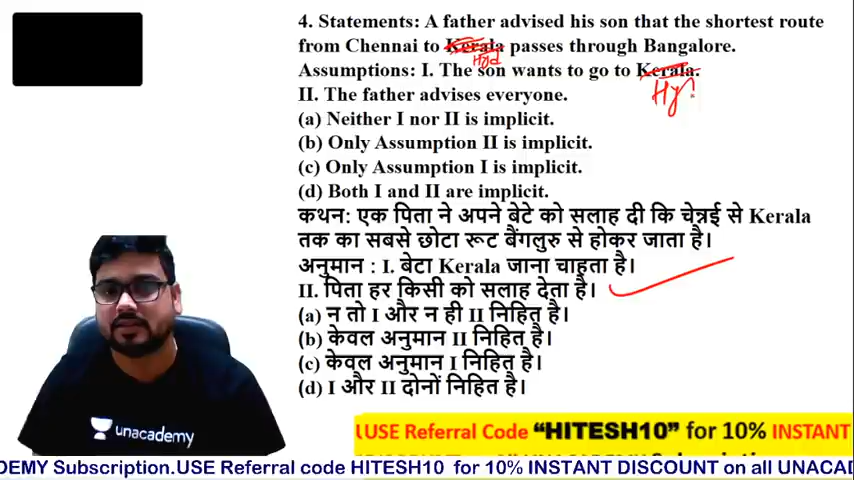 4. Statements: A father advised his son that the shortest route
from Chennai to Kerala passes through Bangalore.
Hyd
Assumptions: I. The son wants to go to Kerala.
Hyd
II. The father advises everyone.
(a) Neither I nor II is implicit.
(b) Only Assumption II is implicit.
(c) Only Assumption I is implicit.
(d) Both I and II are implicit.
कथन: एक पिता ने अपने बेटे को सलाह दी कि चेन्नई से Kerala
तक का सबसे छोटा रूट बैंगलुरु से होकर जाता है।
अनुमान : I. बेटा Kerala जाना चाहता है।
II. पिता हर किसी को सलाह देता है।
(a) न तो I और न ही II निहित है।
(b) केवल अनुमान II निहित है।
(c) केवल अनुमान I निहित है।
(d) I और II दोनों निहित है।
unacademy
USE Referral Code “HITESH10” for 10% INSTANT
DEMY Subscription.USE Referral code HITESH10 for 10% INSTANT DISCOUNT on all UNACAD